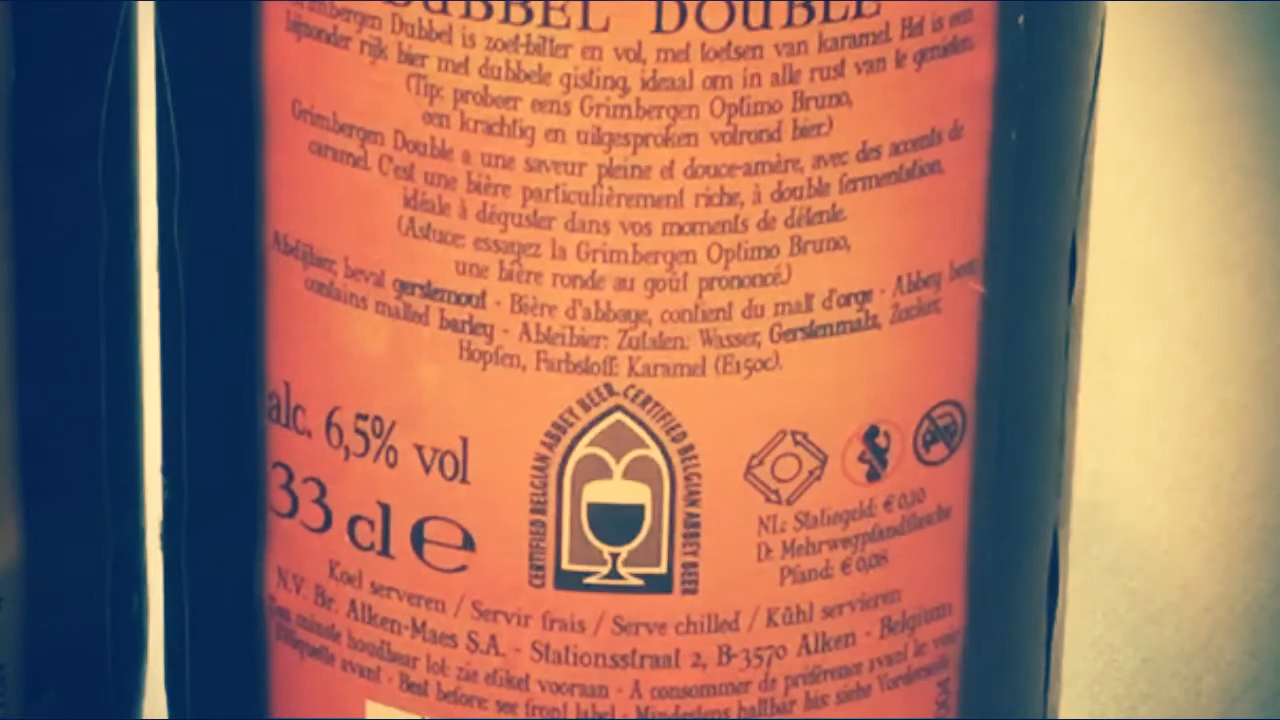 DUBBEL DOUBLE
Grimbergen Dubbel is zoet-bitter en vol, met toetsen van karamel. Het is een
bijzonder rijk bier met dubbele gisting, ideaal om in alle rust van te genieten.
(Tip: probeer eens Grimbergen Optimo Bruno,
een krachtig en uitgesproken volrond bier.)
Grimbergen Double a une saveur pleine et douce-amère, avec des accents de
caramel. C'est une bière particulièrement riche, à double fermentation,
idéale à déguster dans vos moments de détente.
(Astuce: essayez la Grimbergen Optimo Bruno,
une bière ronde au goût prononcé.)
Abdijbier, bevat gerstemout - Bière d'abbaye, contient du malt d'orge - Abbey beer,
contains malted barley - Abteibier: Zutaten: Wasser, Gerstenmalz, Zucker,
Hopfen, Farbstoff: Karamel (E150c).
alc. 6,5% vol
33 cl e
CERTIFIED BELGIAN ABBEY BEER - CERTIFIED BELGIAN ABBEY BEER
NL: Statiegeld: € 0,10
D: Mehrwegpfandflasche
Pfand: € 0,08
Koel serveren / Servir frais / Serve chilled / Kühl servieren
N.V. Br. Alken-Maes S.A. - Stationsstraat 2, B-3570 Alken - Belgium
Ten minste houdbaar tot: zie etiket vooraan - A consommer de préférence avant le: voir
l'étiquette avant - Best before: see front label - Mindestens haltbar bis siehe Vorderseite